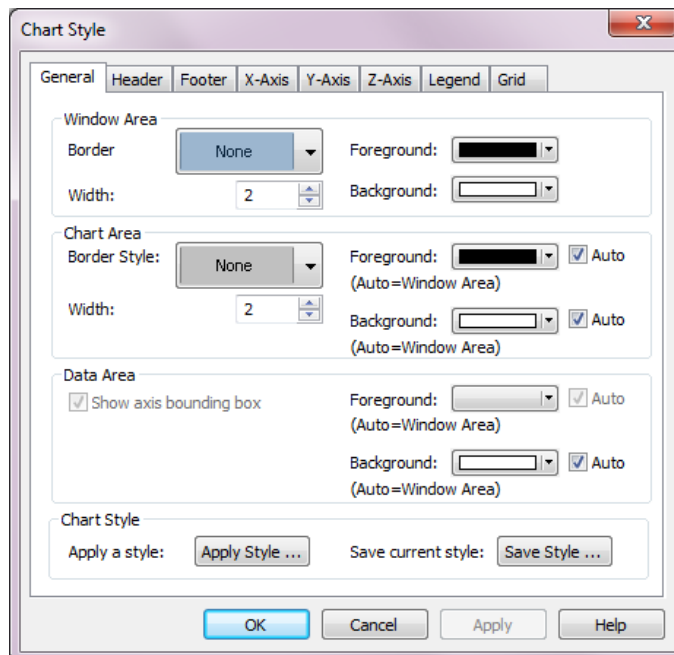 Chart Style
General Header Footer X-Axis Y-Axis Z-Axis Legend Grid
Window Area
Border None Foreground:
Width: 2 Background:
Chart Area
Border Style: None Foreground: Auto
(Auto=Window Area)
Width: 2 Background: Auto
(Auto=Window Area)
Data Area
Show axis bounding box Foreground: Auto
(Auto=Window Area)
Background: Auto
(Auto=Window Area)
Chart Style
Apply a style: Apply Style ... Save current style: Save Style ...
OK Cancel Apply Help